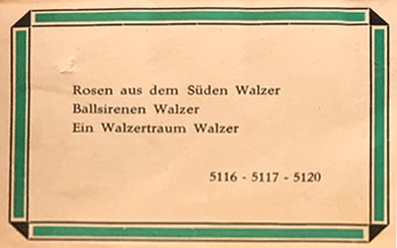 Rosen aus dem Süden Walzer
Ballsirenen Walzer
Ein Walzertraum Walzer
5116 - 5117 - 5120